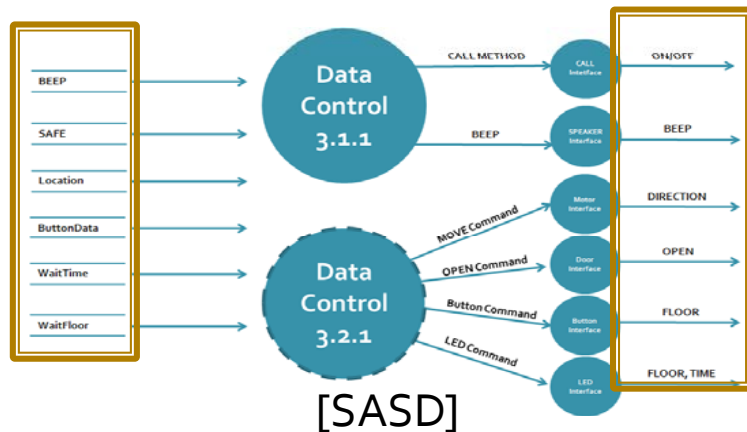 BEEP
SAFE
Location
ButtonData
WaitTime
WaitFloor
Data
Control
3.1.1
Data
Control
3.2.1
CALL METHOD
BEEP
MOVE Command
OPEN Command
Button Command
LED Command
CALL
Interface
SPEAKER
Interface
Motor
Interface
Door
Interface
Button
Interface
LED
Interface
ON/OFF
BEEP
DIRECTION
OPEN
FLOOR
FLOOR, TIME
[SASD]